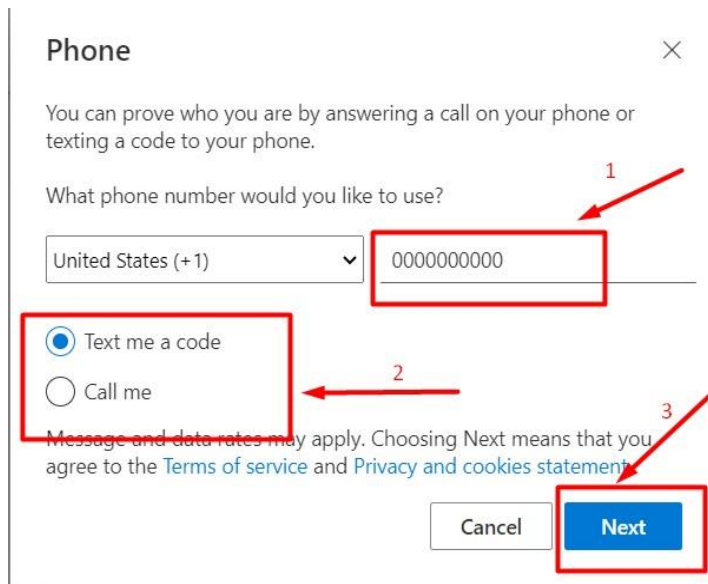 Phone
You can prove who you are by answering a call on your phone or
texting a code to your phone.
1
What phone number would you like to use?
United States (+1) 0000000000
Text me a code
2
Call me
3
Message and data rates may apply. Choosing Next means that you
agree to the Terms of service and Privacy and cookies statement.
Cancel Next